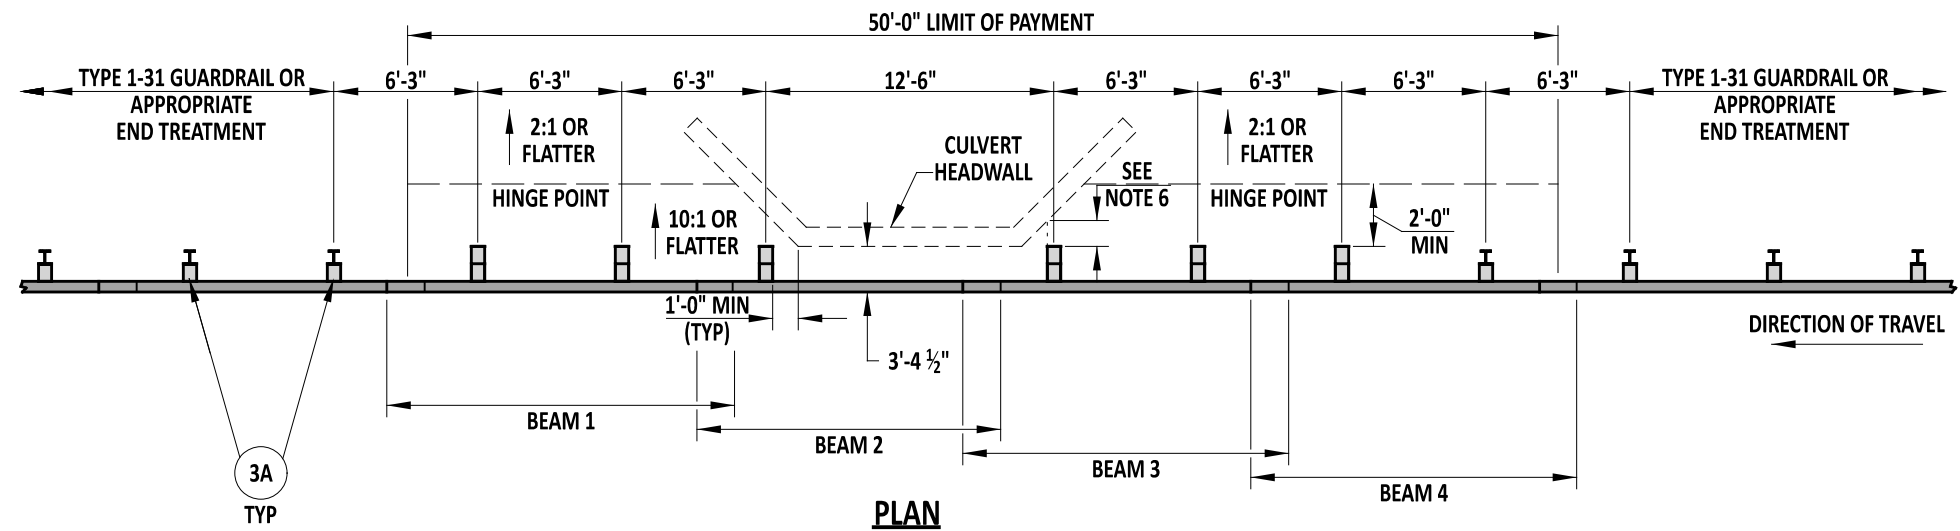 50'-0" LIMIT OF PAYMENT
TYPE 1-31 GUARDRAIL OR
APPROPRIATE
END TREATMENT
6'-3"
6'-3"
6'-3"
12'-6"
6'-3"
6'-3"
6'-3"
6'-3"
TYPE 1-31 GUARDRAIL OR
APPROPRIATE
END TREATMENT
2:1 OR
FLATTER
HINGE POINT
10:1 OR
FLATTER
CULVERT
HEADWALL
SEE
NOTE 6
2:1 OR
FLATTER
HINGE POINT
2'-0"
MIN
1'-0" MIN
(TYP)
3'-4 ½"
DIRECTION OF TRAVEL
BEAM 1
BEAM 2
BEAM 3
BEAM 4
3A
TYP
PLAN